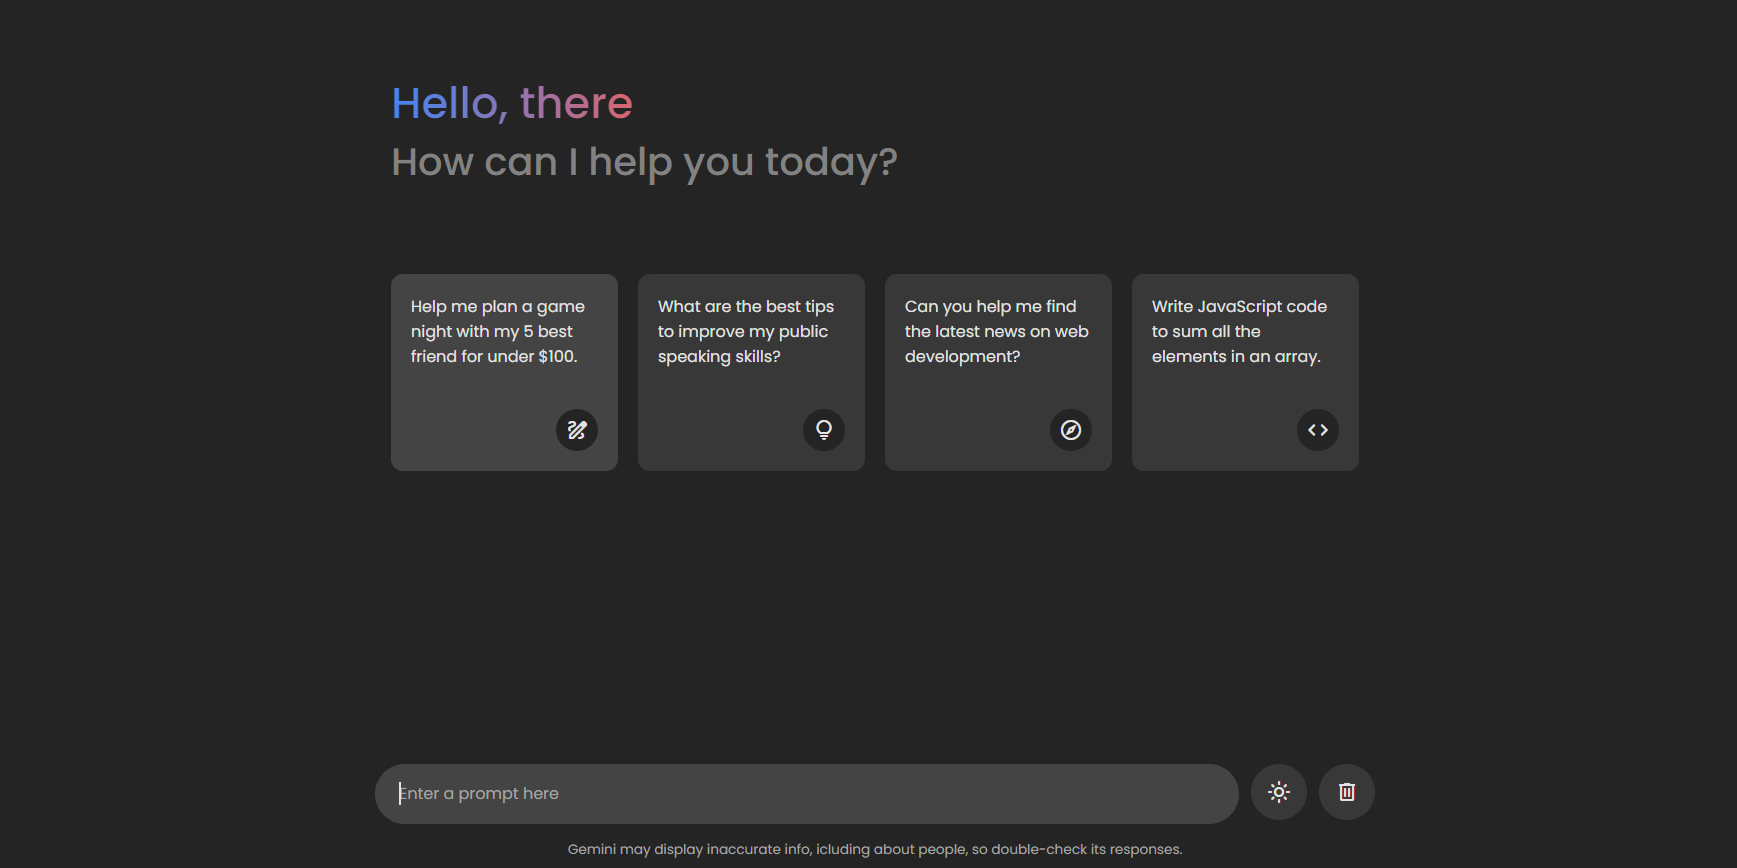 Hello, there
How can I help you today?
Help me plan a game
night with my 5 best
friend for under $100.
What are the best tips
to improve my public
speaking skills?
Can you help me find
the latest news on web
development?
Write JavaScript code
to sum all the
elements in an array.
Enter a prompt here
Gemini may display inaccurate info, icluding about people, so double-check its responses.